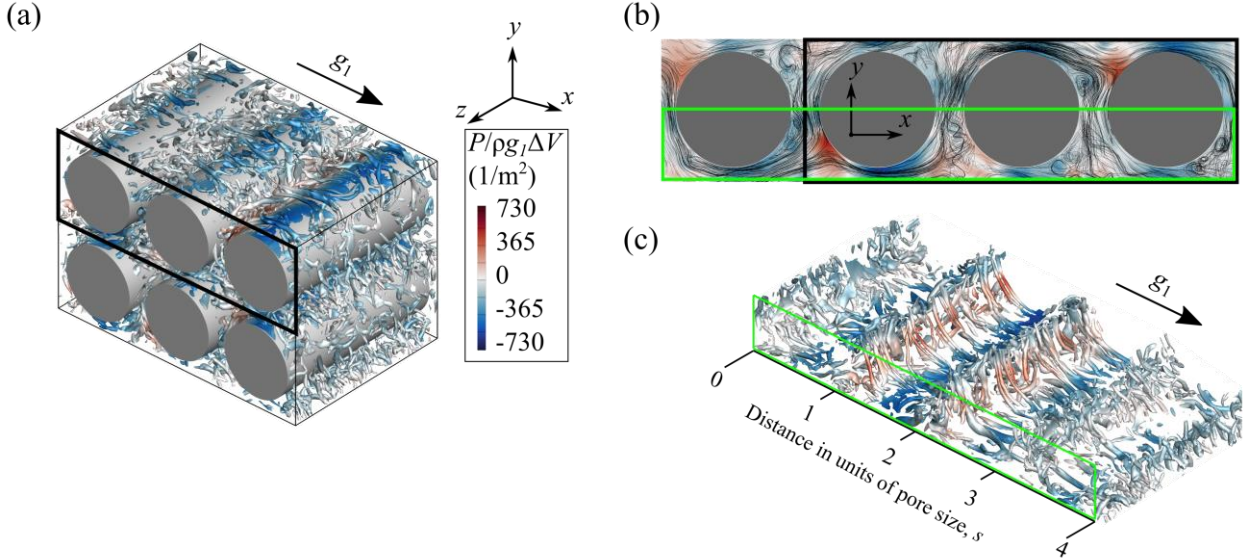 (a)
g₁
y
x
z
P/ρg₁ΔV
(1/m²)
730
365
0
-365
-730
(b)
y
x
(c)
g₁
0
1
2
3
4
Distance in units of pore size, s